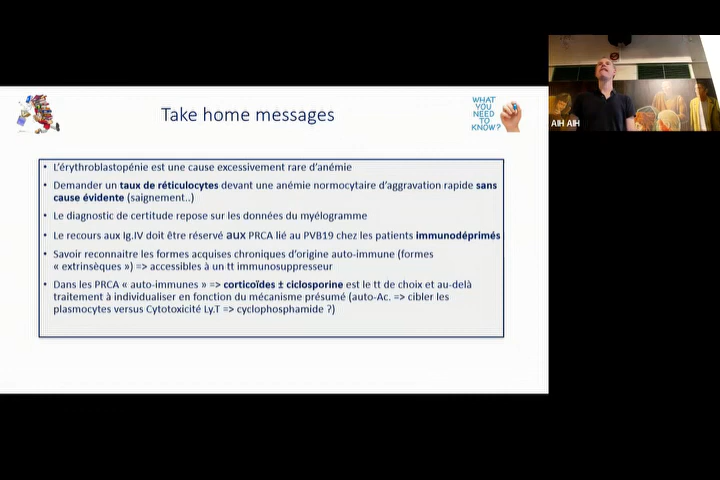 Take home messages
WHAT
YOU
NEED
TO
KNOW?
AIH AIH
• L'érythroblastopénie est une cause excessivement rare d'anémie
• Demander un taux de réticulocytes devant une anémie normocytaire d'aggravation rapide sans
cause évidente (saignement..)
• Le diagnostic de certitude repose sur les données du myélogramme
• Le recours aux Ig.IV doit être réservé aux PRCA lié au PVB19 chez les patients immunodéprimés
• Savoir reconnaitre les formes acquises chroniques d'origine auto-immune (formes
« extrinsèques ») => accessibles à un tt immunosuppresseur
• Dans les PRCA « auto-immunes » => corticoïdes ± ciclosporine est le tt de choix et au-delà
traitement à individualiser en fonction du mécanisme présumé (auto-Ac. => cibler les
plasmocytes versus Cytotoxicité Ly.T => cyclophosphamide ?)